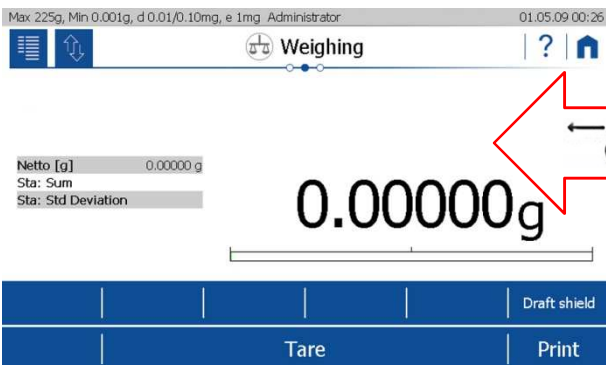 Max 225g, Min 0.001g, d 0.01/0.10mg, e 1mg Administrator 01.05.09 00:26
Weighing ?
Netto [g] 0.00000 g
Sta: Sum
Sta: Std Deviation
0.00000g
Draft shield
Tare Print